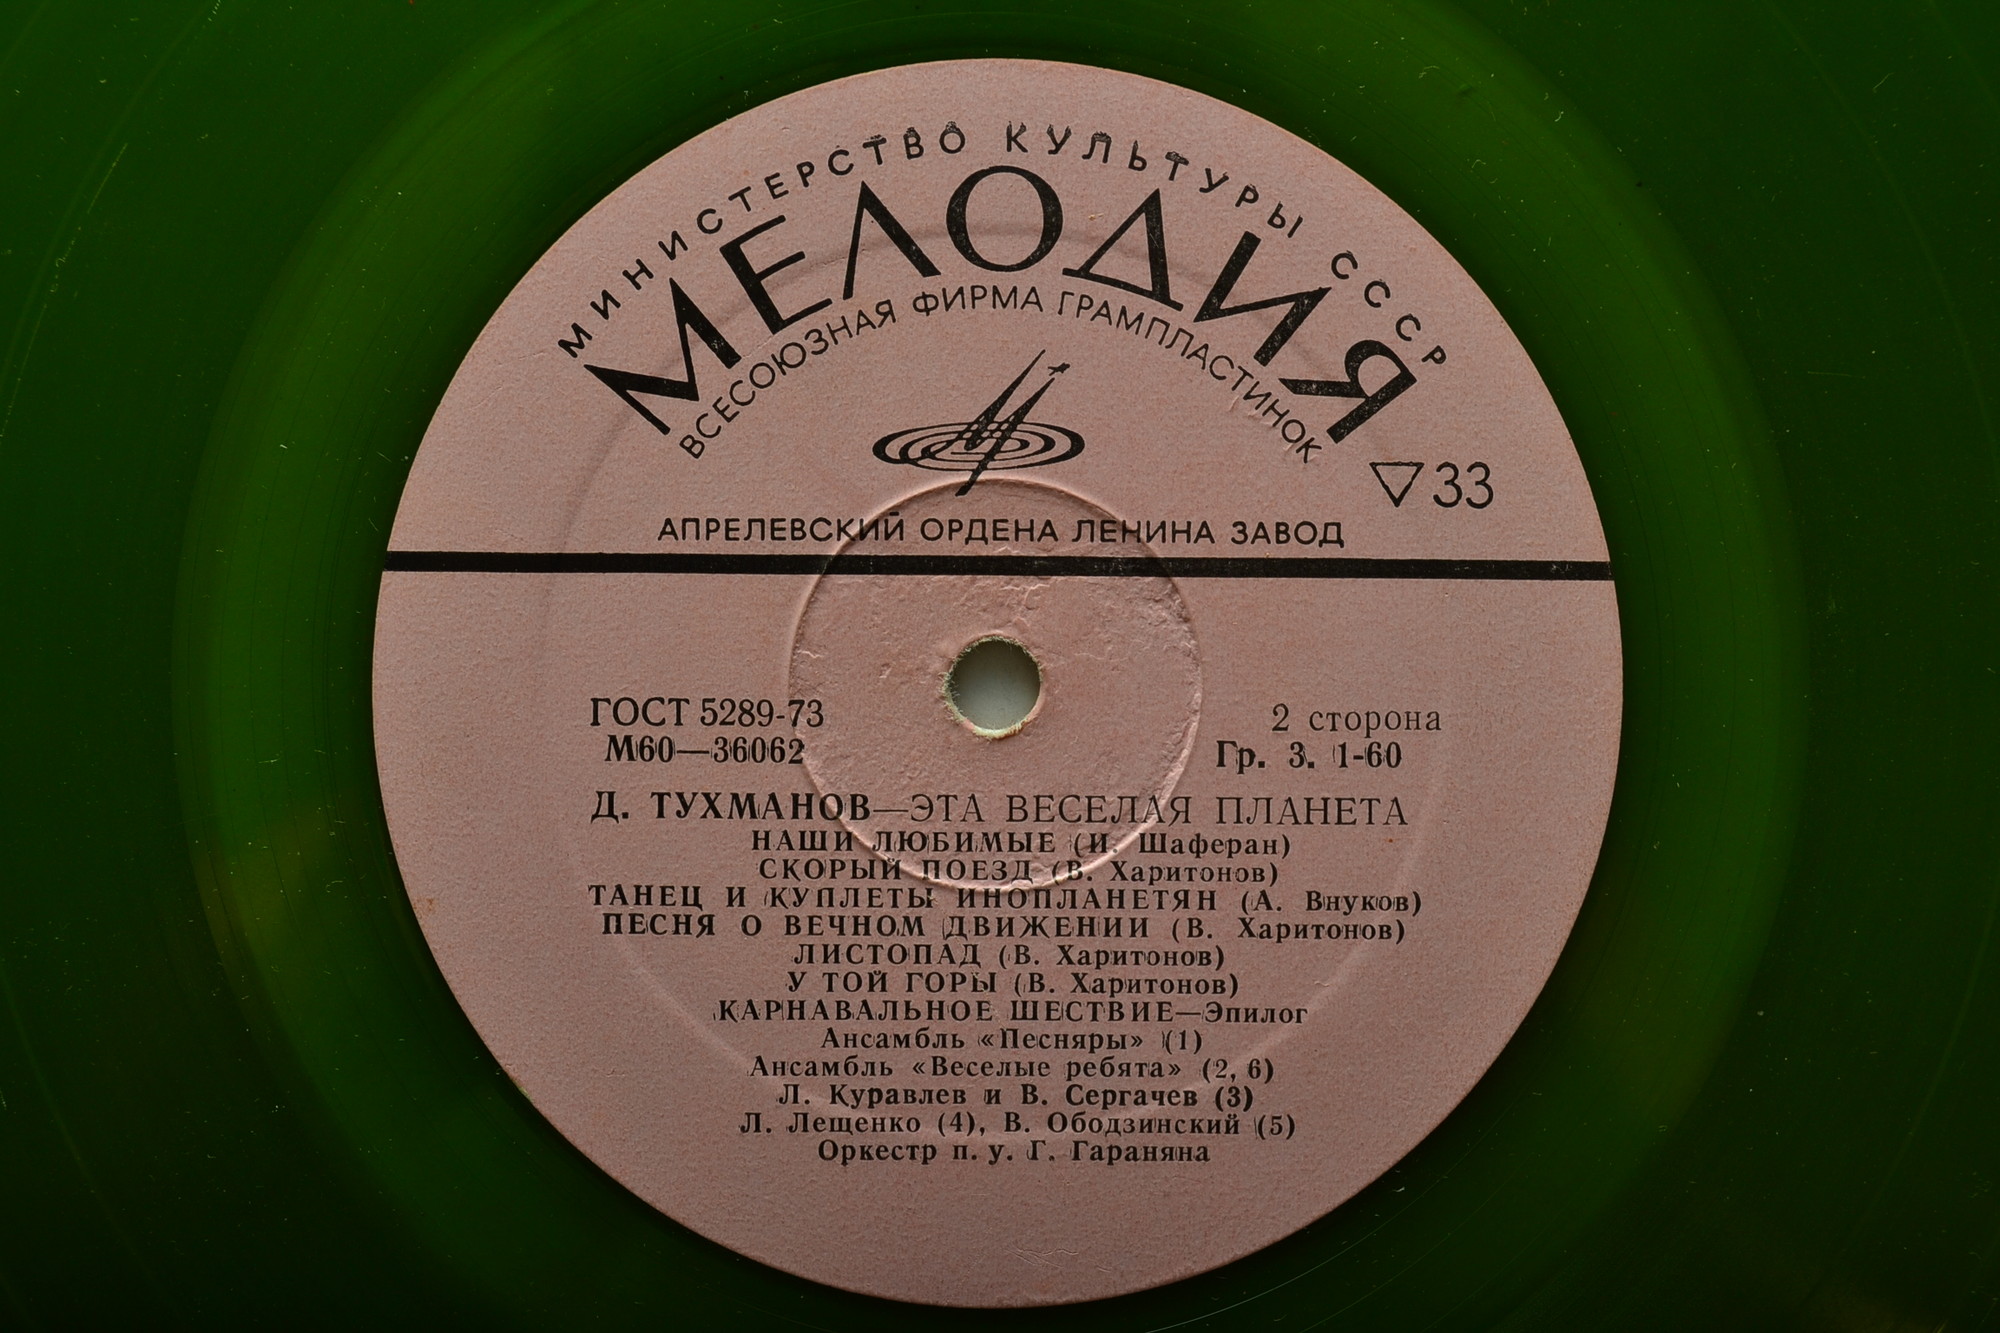 МИНИСТЕРСТВО КУЛЬТУРЫ СССР
МЕЛОДИЯ
ВСЕСОЮЗНАЯ ФИРМА ГРАМПЛАСТИНОК
▽33
АПРЕЛЕВСКИЙ ОРДЕНА ЛЕНИНА ЗАВОД
ГОСТ 5289-73
М60—36062
2 сторона
Гр. 3. 1-60
Д. ТУХМАНОВ—ЭТА ВЕСЕЛАЯ ПЛАНЕТА
НАШИ ЛЮБИМЫЕ (И. Шаферан)
СКОРЫЙ ПОЕЗД (В. Харитонов)
ТАНЕЦ И КУПЛЕТЫ ИНОПЛАНЕТЯН (А. Внуков)
ПЕСНЯ О ВЕЧНОМ ДВИЖЕНИИ (В. Харитонов)
ЛИСТОПАД (В. Харитонов)
У ТОЙ ГОРЫ (В. Харитонов)
КАРНАВАЛЬНОЕ ШЕСТВИЕ—Эпилог
Ансамбль «Песняры» (1)
Ансамбль «Веселые ребята» (2, 6)
Л. Куравлев и В. Сергачев (3)
Л. Лещенко (4), В. Ободзинский (5)
Оркестр п. у. Г. Гараняна